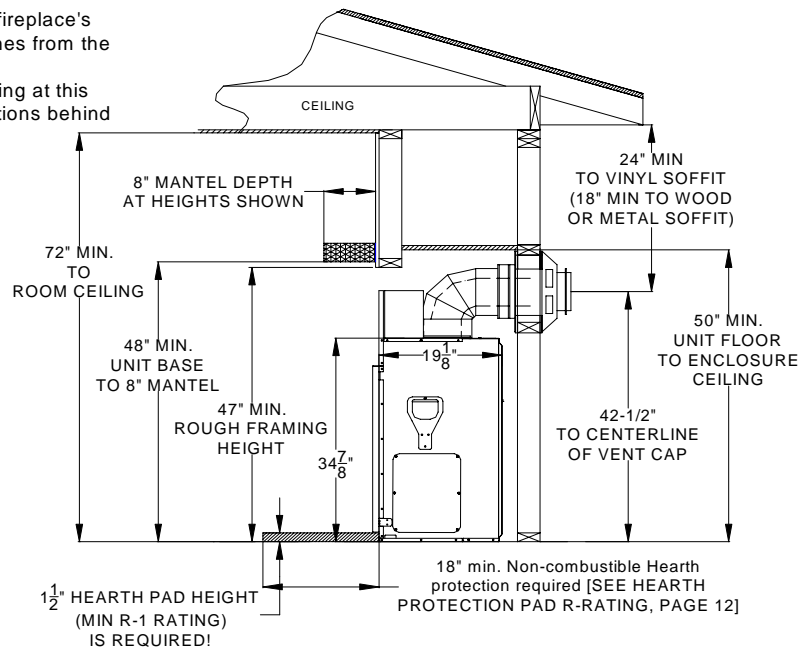 fireplace's
nes from the
ing at this
tions behind
CEILING
8" MANTEL DEPTH
AT HEIGHTS SHOWN
24" MIN
TO VINYL SOFFIT
(18" MIN TO WOOD
OR METAL SOFFIT)
72" MIN.
TO
ROOM CEILING
48" MIN.
UNIT BASE
TO 8" MANTEL
47" MIN.
ROUGH FRAMING
HEIGHT
19 1/8"
34 7/8"
50" MIN.
UNIT FLOOR
TO ENCLOSURE
CEILING
42-1/2"
TO CENTERLINE
OF VENT CAP
1 1/2" HEARTH PAD HEIGHT
(MIN R-1 RATING)
IS REQUIRED!
18" min. Non-combustible Hearth
protection required [SEE HEARTH
PROTECTION PAD R-RATING, PAGE 12]